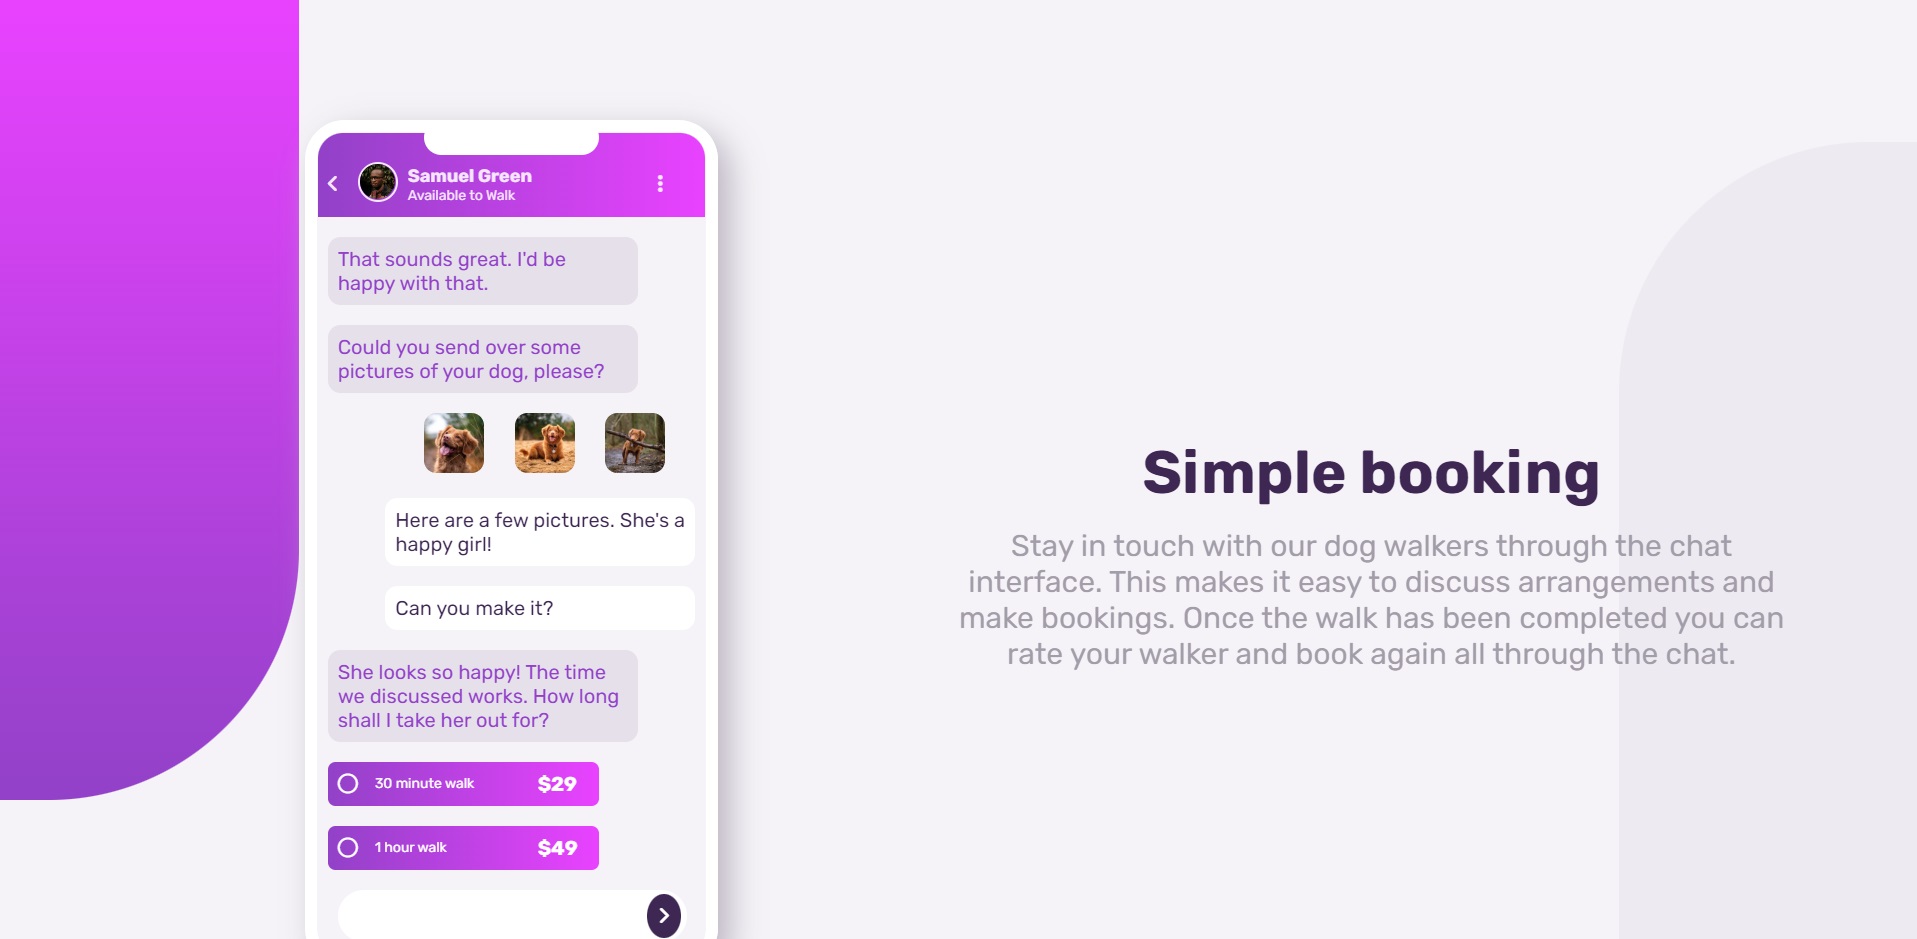 Samuel Green
Available to Walk
That sounds great. I'd be
happy with that.
Could you send over some
pictures of your dog, please?
Here are a few pictures. She's a
happy girl!
Can you make it?
She looks so happy! The time
we discussed works. How long
shall I take her out for?
30 minute walk $29
1 hour walk $49
Simple booking
Stay in touch with our dog walkers through the chat
interface. This makes it easy to discuss arrangements and
make bookings. Once the walk has been completed you can
rate your walker and book again all through the chat.